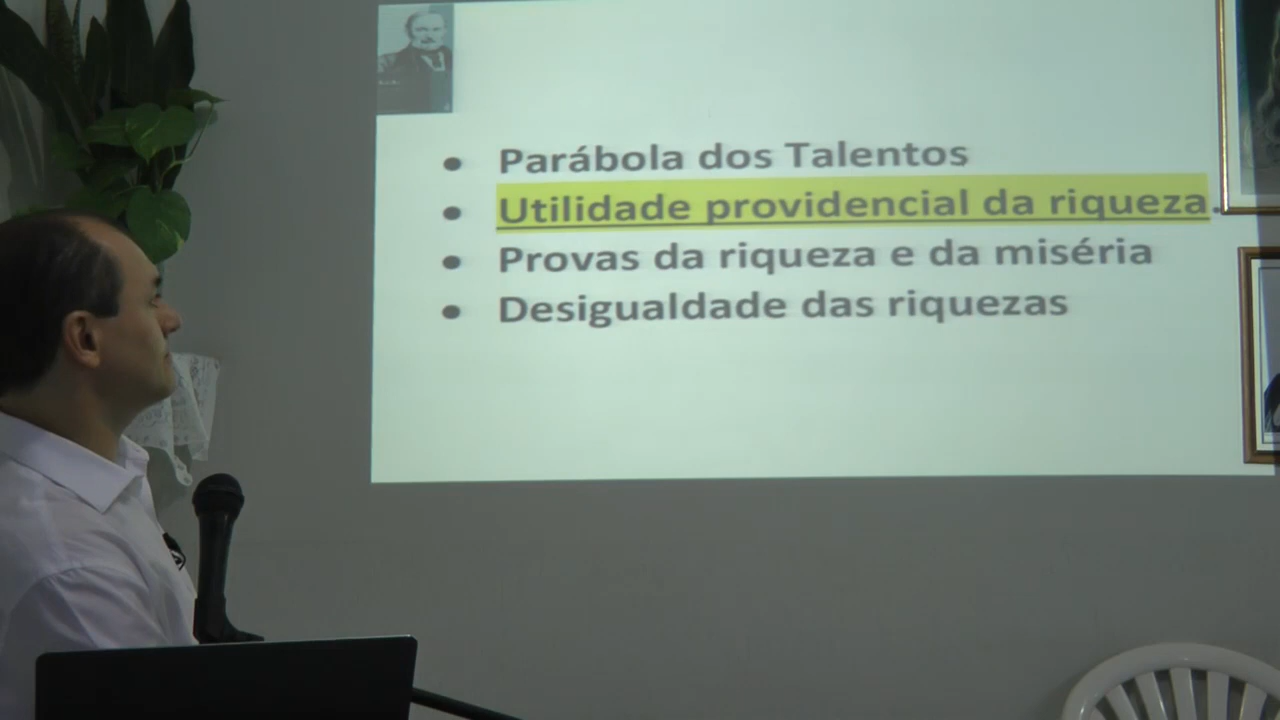 • Parábola dos Talentos
• Utilidade providencial da riqueza.
• Provas da riqueza e da miséria
• Desigualdade das riquezas